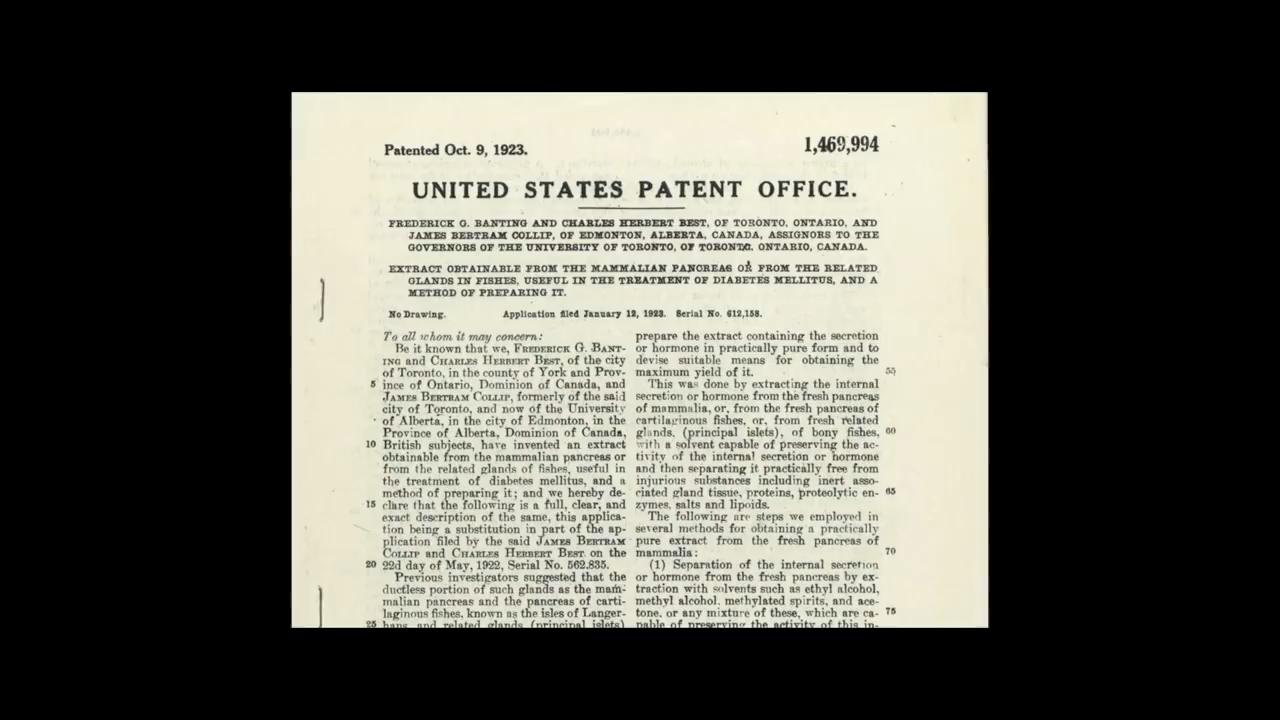 Patented Oct. 9, 1923.
1,469,994
UNITED STATES PATENT OFFICE.
FREDERICK G. BANTING AND CHARLES HERBERT BEST, OF TORONTO, ONTARIO, AND
JAMES BERTRAM COLLIP, OF EDMONTON, ALBERTA, CANADA, ASSIGNORS TO THE
GOVERNORS OF THE UNIVERSITY OF TORONTO, OF TORONTO, ONTARIO, CANADA.
EXTRACT OBTAINABLE FROM THE MAMMALIAN PANCREAS OR FROM THE RELATED
GLANDS IN FISHES, USEFUL IN THE TREATMENT OF DIABETES MELLITUS, AND A
METHOD OF PREPARING IT.
No Drawing. Application filed January 12, 1923. Serial No. 612,158.
To all whom it may concern:
Be it known that we, FREDERICK G. BANT-
ING and CHARLES HERBERT BEST, of the city
of Toronto, in the county of York and Prov-
5 ince of Ontario, Dominion of Canada, and
JAMES BERTRAM COLLIP, formerly of the said
city of Toronto, and now of the University
of Alberta, in the city of Edmonton, in the
Province of Alberta, Dominion of Canada,
10 British subjects, have invented an extract
obtainable from the mammalian pancreas or
from the related glands of fishes, useful in
the treatment of diabetes mellitus, and a
method of preparing it; and we hereby de-
15 clare that the following is a full, clear, and
exact description of the same, this applica-
tion being a substitution in part of the ap-
plication filed by the said JAMES BERTRAM
COLLIP and CHARLES HERBERT BEST on the
20 22d day of May, 1922, Serial No. 562,835.
Previous investigators suggested that the
ductless portion of such glands as the mam-
malian pancreas and the pancreas of carti-
laginous fishes, known as the isles of Langer-
25 hans, and related glands (principal islets)
prepare the extract containing the secretion
or hormone in practically pure form and to
devise suitable means for obtaining the
maximum yield of it. 55
This was done by extracting the internal
secretion or hormone from the fresh pancreas
of mammalia, or, from the fresh pancreas of
cartilaginous fishes, or, from fresh related
glands, (principal islets), of bony fishes, 60
with a solvent capable of preserving the ac-
tivity of the internal secretion or hormone
and then separating it practically free from
injurious substances including inert asso-
ciated gland tissue, proteins, proteolytic en- 65
zymes, salts and lipoids.
The following are steps we employed in
several methods for obtaining a practically
pure extract from the fresh pancreas of
mammalia: 70
(1) Separation of the internal secretion
or hormone from the fresh pancreas by ex-
traction with solvents such as ethyl alcohol,
methyl alcohol, methylated spirits, and ace-
tone, or any mixture of these, which are ca- 75
pable of preserving the activity of this in-